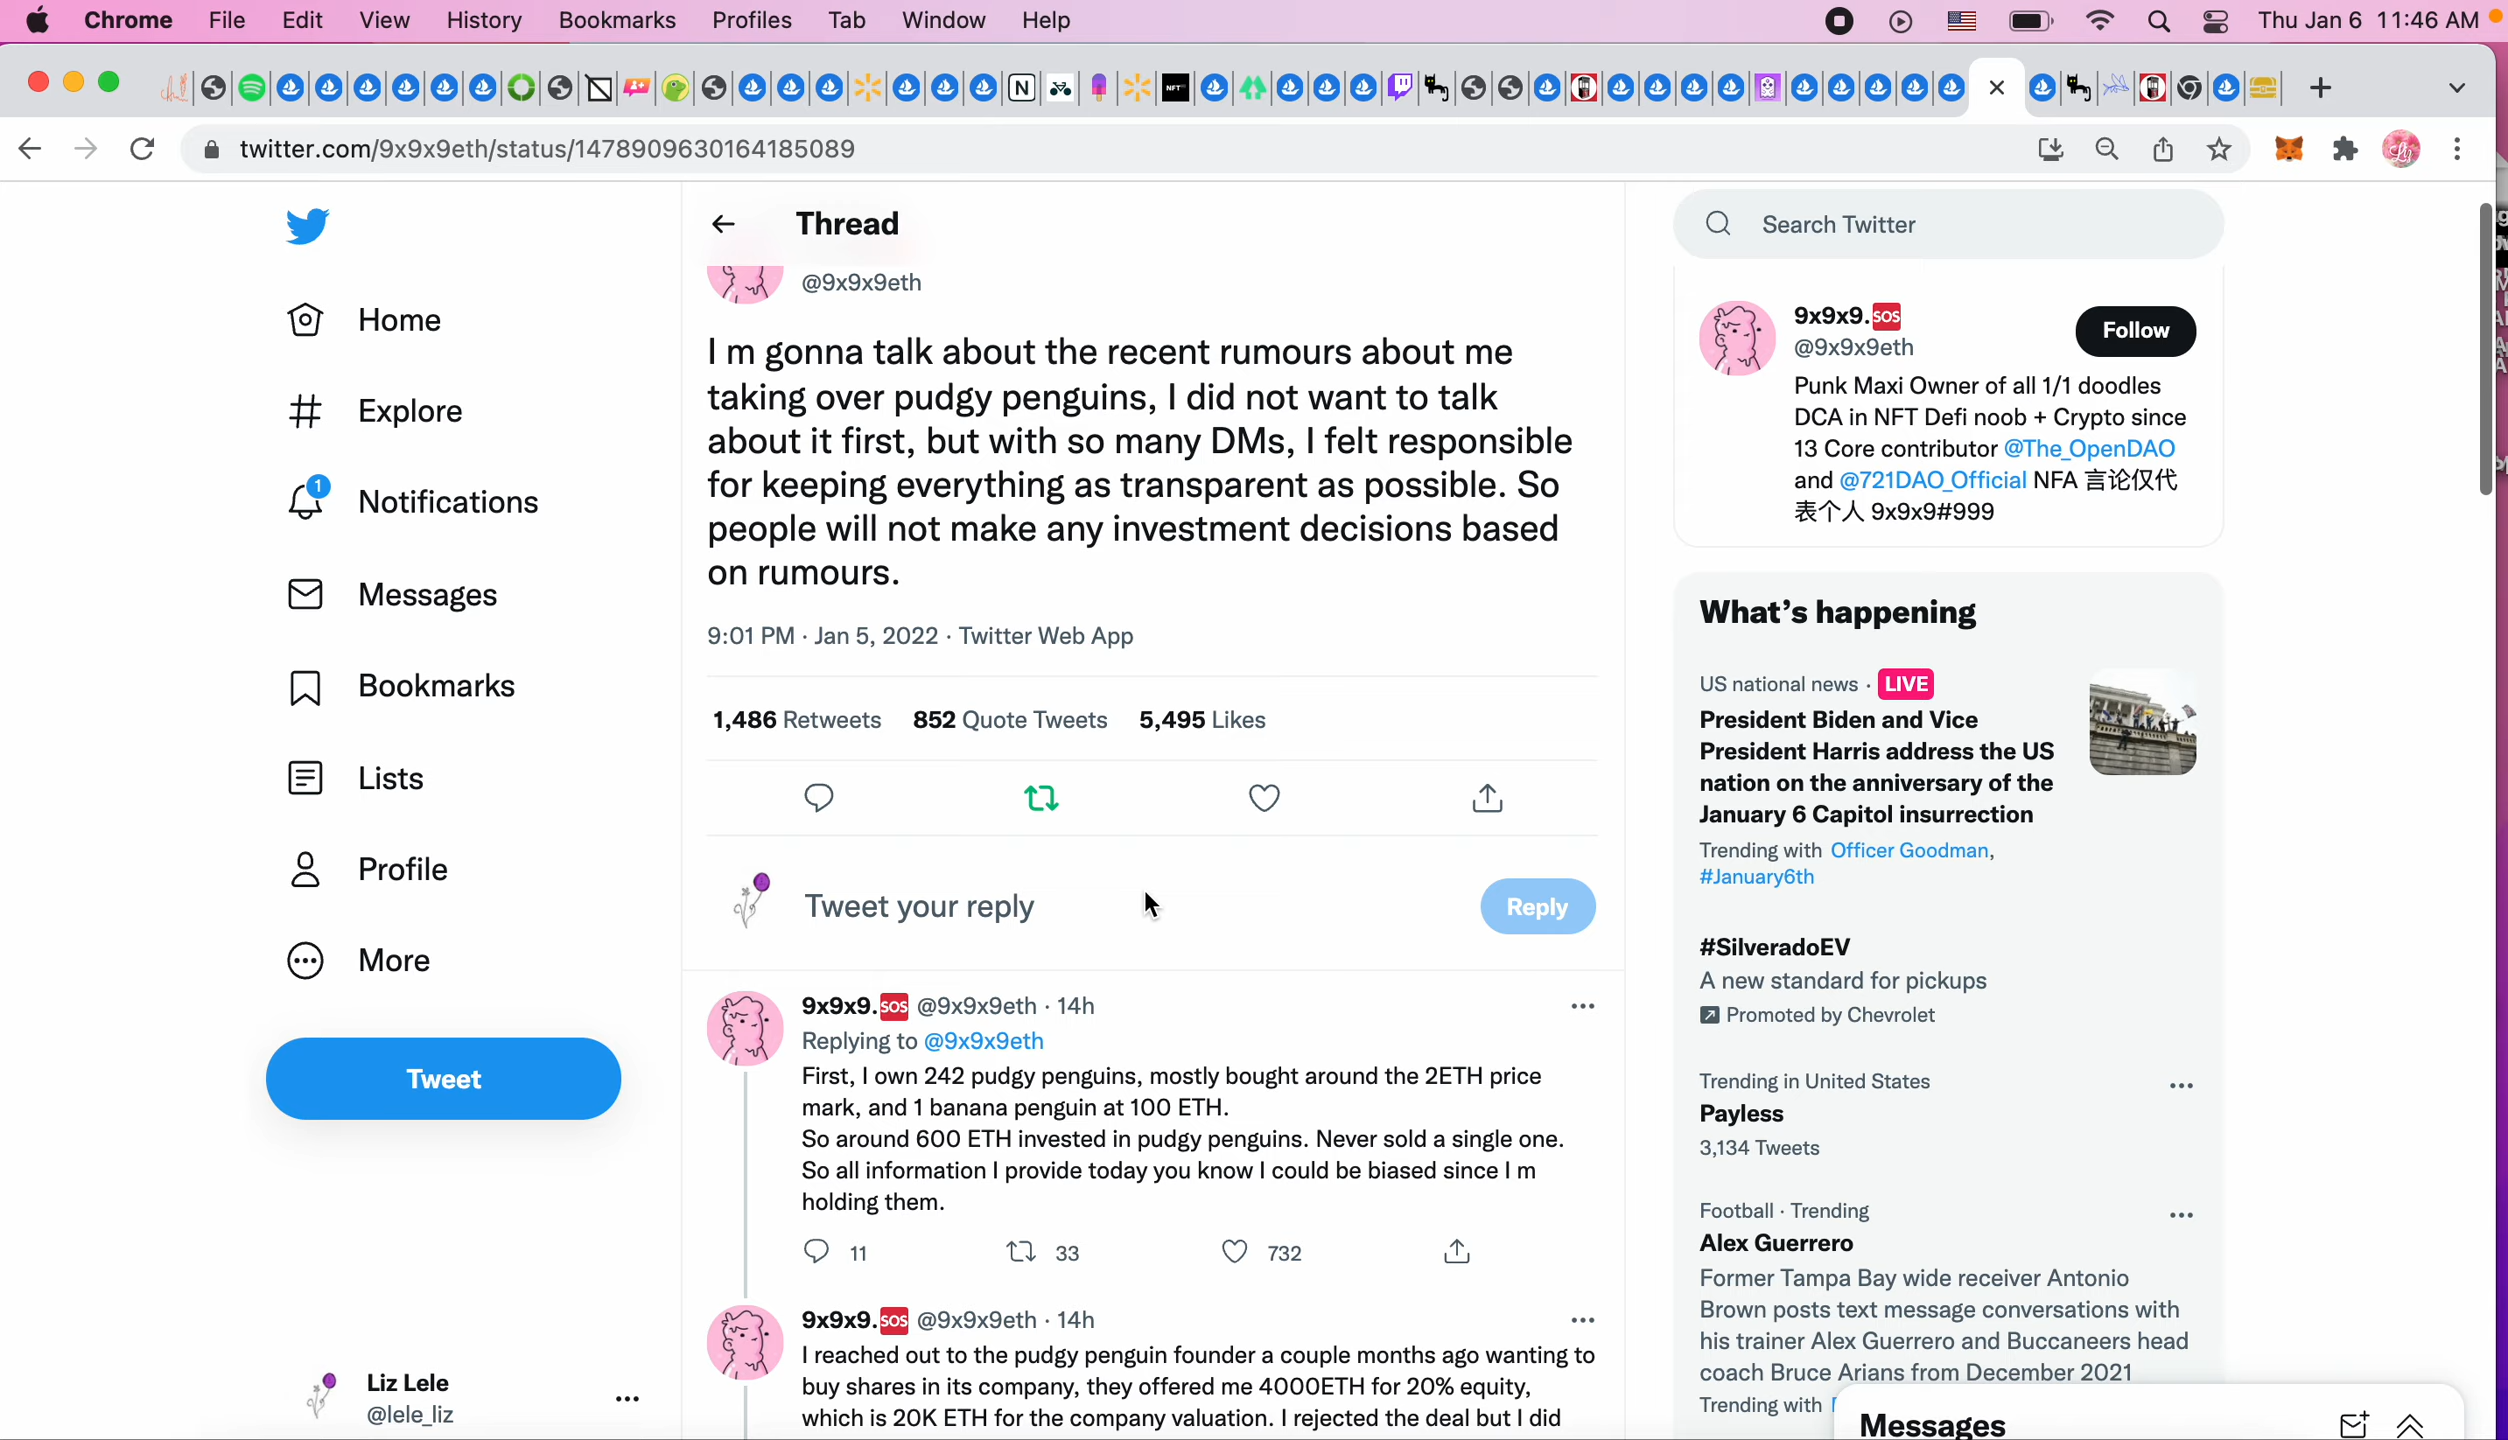 Chrome File Edit View History Bookmarks Profiles Tab Window Help Thu Jan 6 11:46 AM
twitter.com/9x9x9eth/status/1478909630164185089
Home
Explore
1
Notifications
Messages
Bookmarks
Lists
Profile
More
Tweet
Liz Lele
@lele_liz
Thread
@9x9x9eth
I m gonna talk about the recent rumours about me
taking over pudgy penguins, I did not want to talk
about it first, but with so many DMs, I felt responsible
for keeping everything as transparent as possible. So
people will not make any investment decisions based
on rumours.
9:01 PM · Jan 5, 2022 · Twitter Web App
1,486 Retweets 852 Quote Tweets 5,495 Likes
Tweet your reply
Reply
9x9x9.SOS @9x9x9eth · 14h
Replying to @9x9x9eth
First, I own 242 pudgy penguins, mostly bought around the 2ETH price
mark, and 1 banana penguin at 100 ETH.
So around 600 ETH invested in pudgy penguins. Never sold a single one.
So all information I provide today you know I could be biased since I m
holding them.
11 33 732
9x9x9.SOS @9x9x9eth · 14h
I reached out to the pudgy penguin founder a couple months ago wanting to
buy shares in its company, they offered me 4000ETH for 20% equity,
which is 20K ETH for the company valuation. I rejected the deal but I did
Search Twitter
9x9x9.SOS
@9x9x9eth
Follow
Punk Maxi Owner of all 1/1 doodles
DCA in NFT Defi noob + Crypto since
13 Core contributor @The_OpenDAO
and @721DAO_Official NFA 言论仅代
表个人 9x9x9#999
What's happening
US national news · LIVE
President Biden and Vice
President Harris address the US
nation on the anniversary of the
January 6 Capitol insurrection
Trending with Officer Goodman,
#January6th
#SilveradoEV
A new standard for pickups
Promoted by Chevrolet
Trending in United States
Payless
3,134 Tweets
Football · Trending
Alex Guerrero
Former Tampa Bay wide receiver Antonio
Brown posts text message conversations with
his trainer Alex Guerrero and Buccaneers head
coach Bruce Arians from December 2021
Trending with
Messages